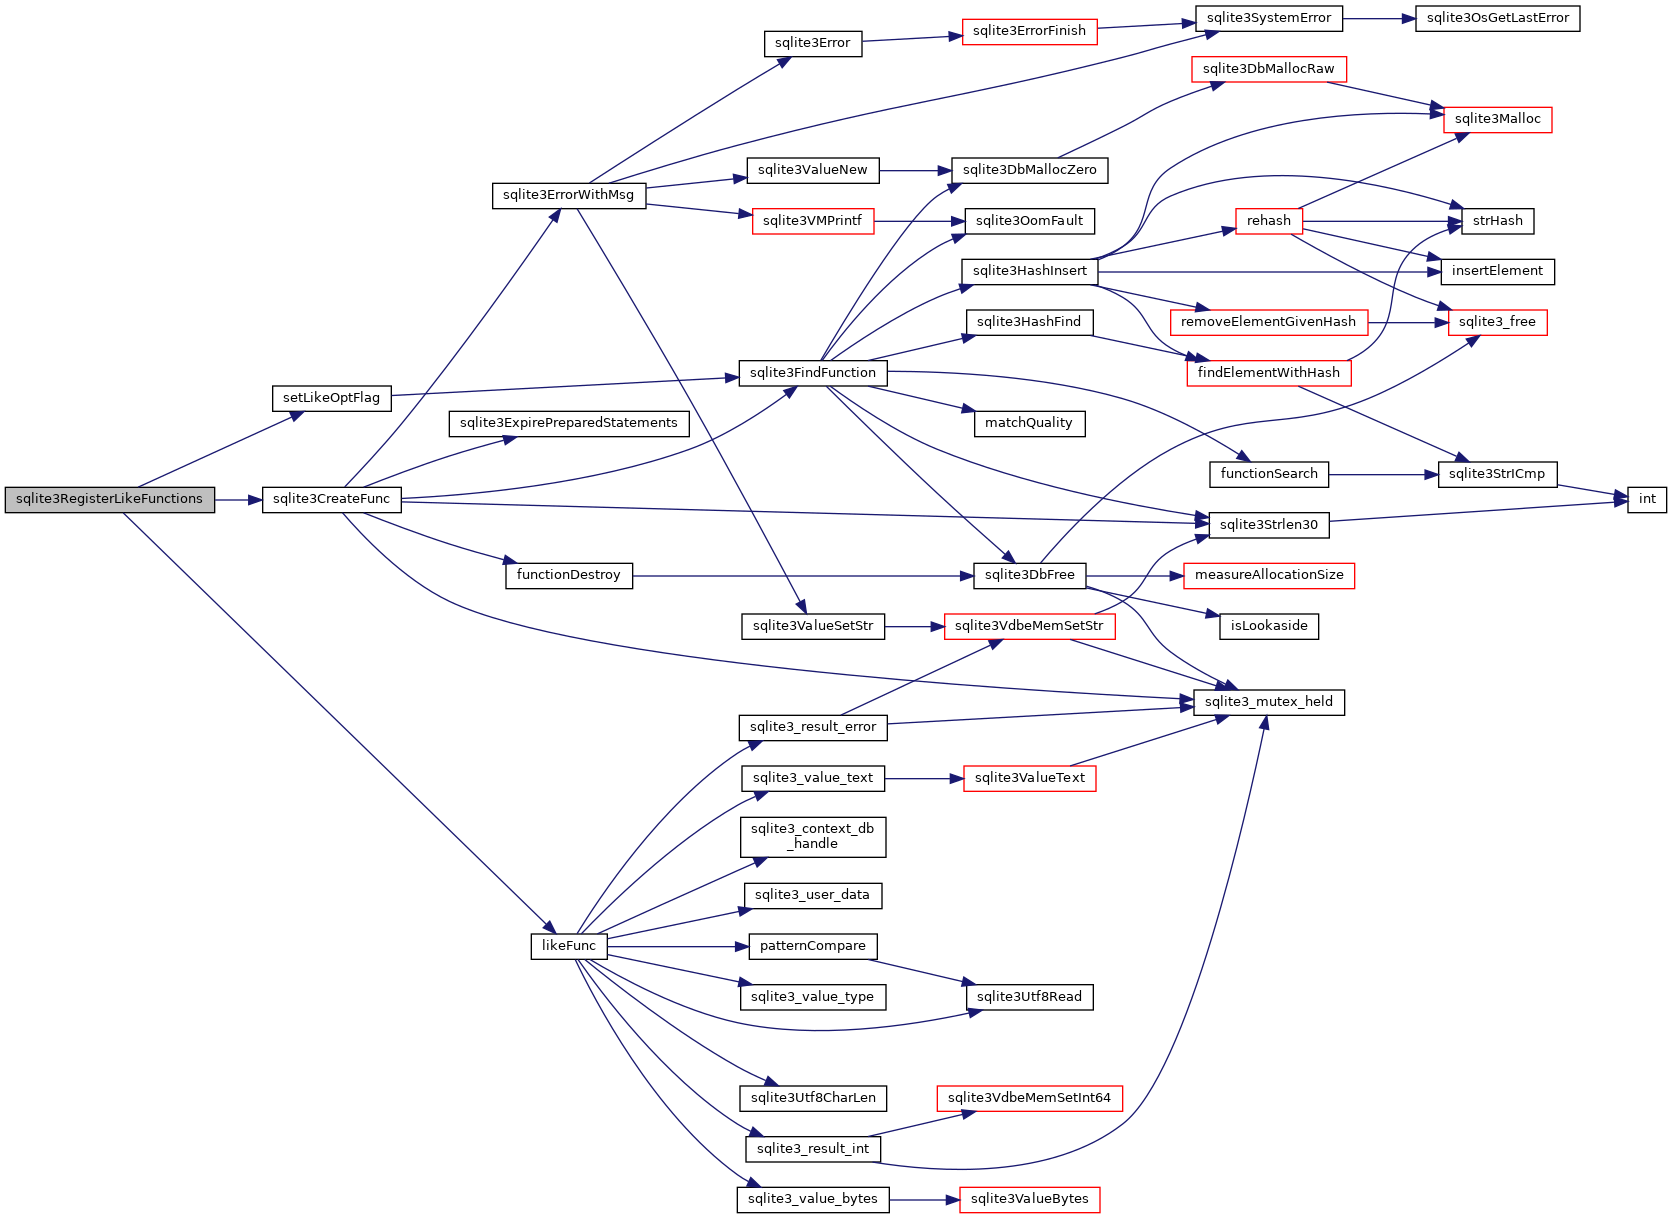 sqlite3SystemError
sqlite3OsGetLastError
sqlite3Error
sqlite3ErrorFinish
sqlite3DbMallocRaw
sqlite3Malloc
sqlite3ValueNew
sqlite3DbMallocZero
sqlite3ErrorWithMsg
sqlite3VMPrintf
sqlite3OomFault
rehash
strHash
sqlite3HashInsert
insertElement
sqlite3HashFind
removeElementGivenHash
sqlite3_free
sqlite3FindFunction
findElementWithHash
setLikeOptFlag
sqlite3ExpirePreparedStatements
matchQuality
functionSearch
sqlite3StrICmp
sqlite3RegisterLikeFunctions
sqlite3CreateFunc
int
sqlite3Strlen30
functionDestroy
sqlite3DbFree
measureAllocationSize
sqlite3ValueSetStr
sqlite3VdbeMemSetStr
isLookaside
sqlite3_mutex_held
sqlite3_result_error
sqlite3_value_text
sqlite3ValueText
sqlite3_context_db
_handle
sqlite3_user_data
likeFunc
patternCompare
sqlite3_value_type
sqlite3Utf8Read
sqlite3Utf8CharLen
sqlite3VdbeMemSetInt64
sqlite3_result_int
sqlite3_value_bytes
sqlite3ValueBytes